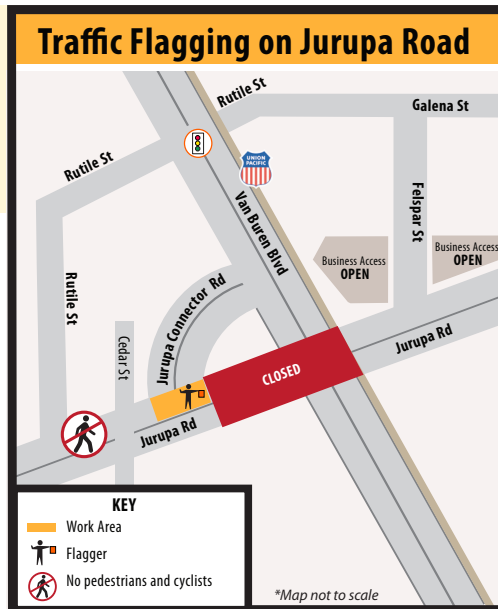 Traffic Flagging on Jurupa Road
Rutile St
Galena St
Rutile St
UNION
PACIFIC
Van Buren Blvd
Felspar St
Business Access
OPEN
Business Access
OPEN
Rutile St
Jurupa Connector Rd
Cedar St
Jurupa Rd
CLOSED
Jurupa Rd
KEY
Work Area
Flagger
No pedestrians and cyclists
*Map not to scale